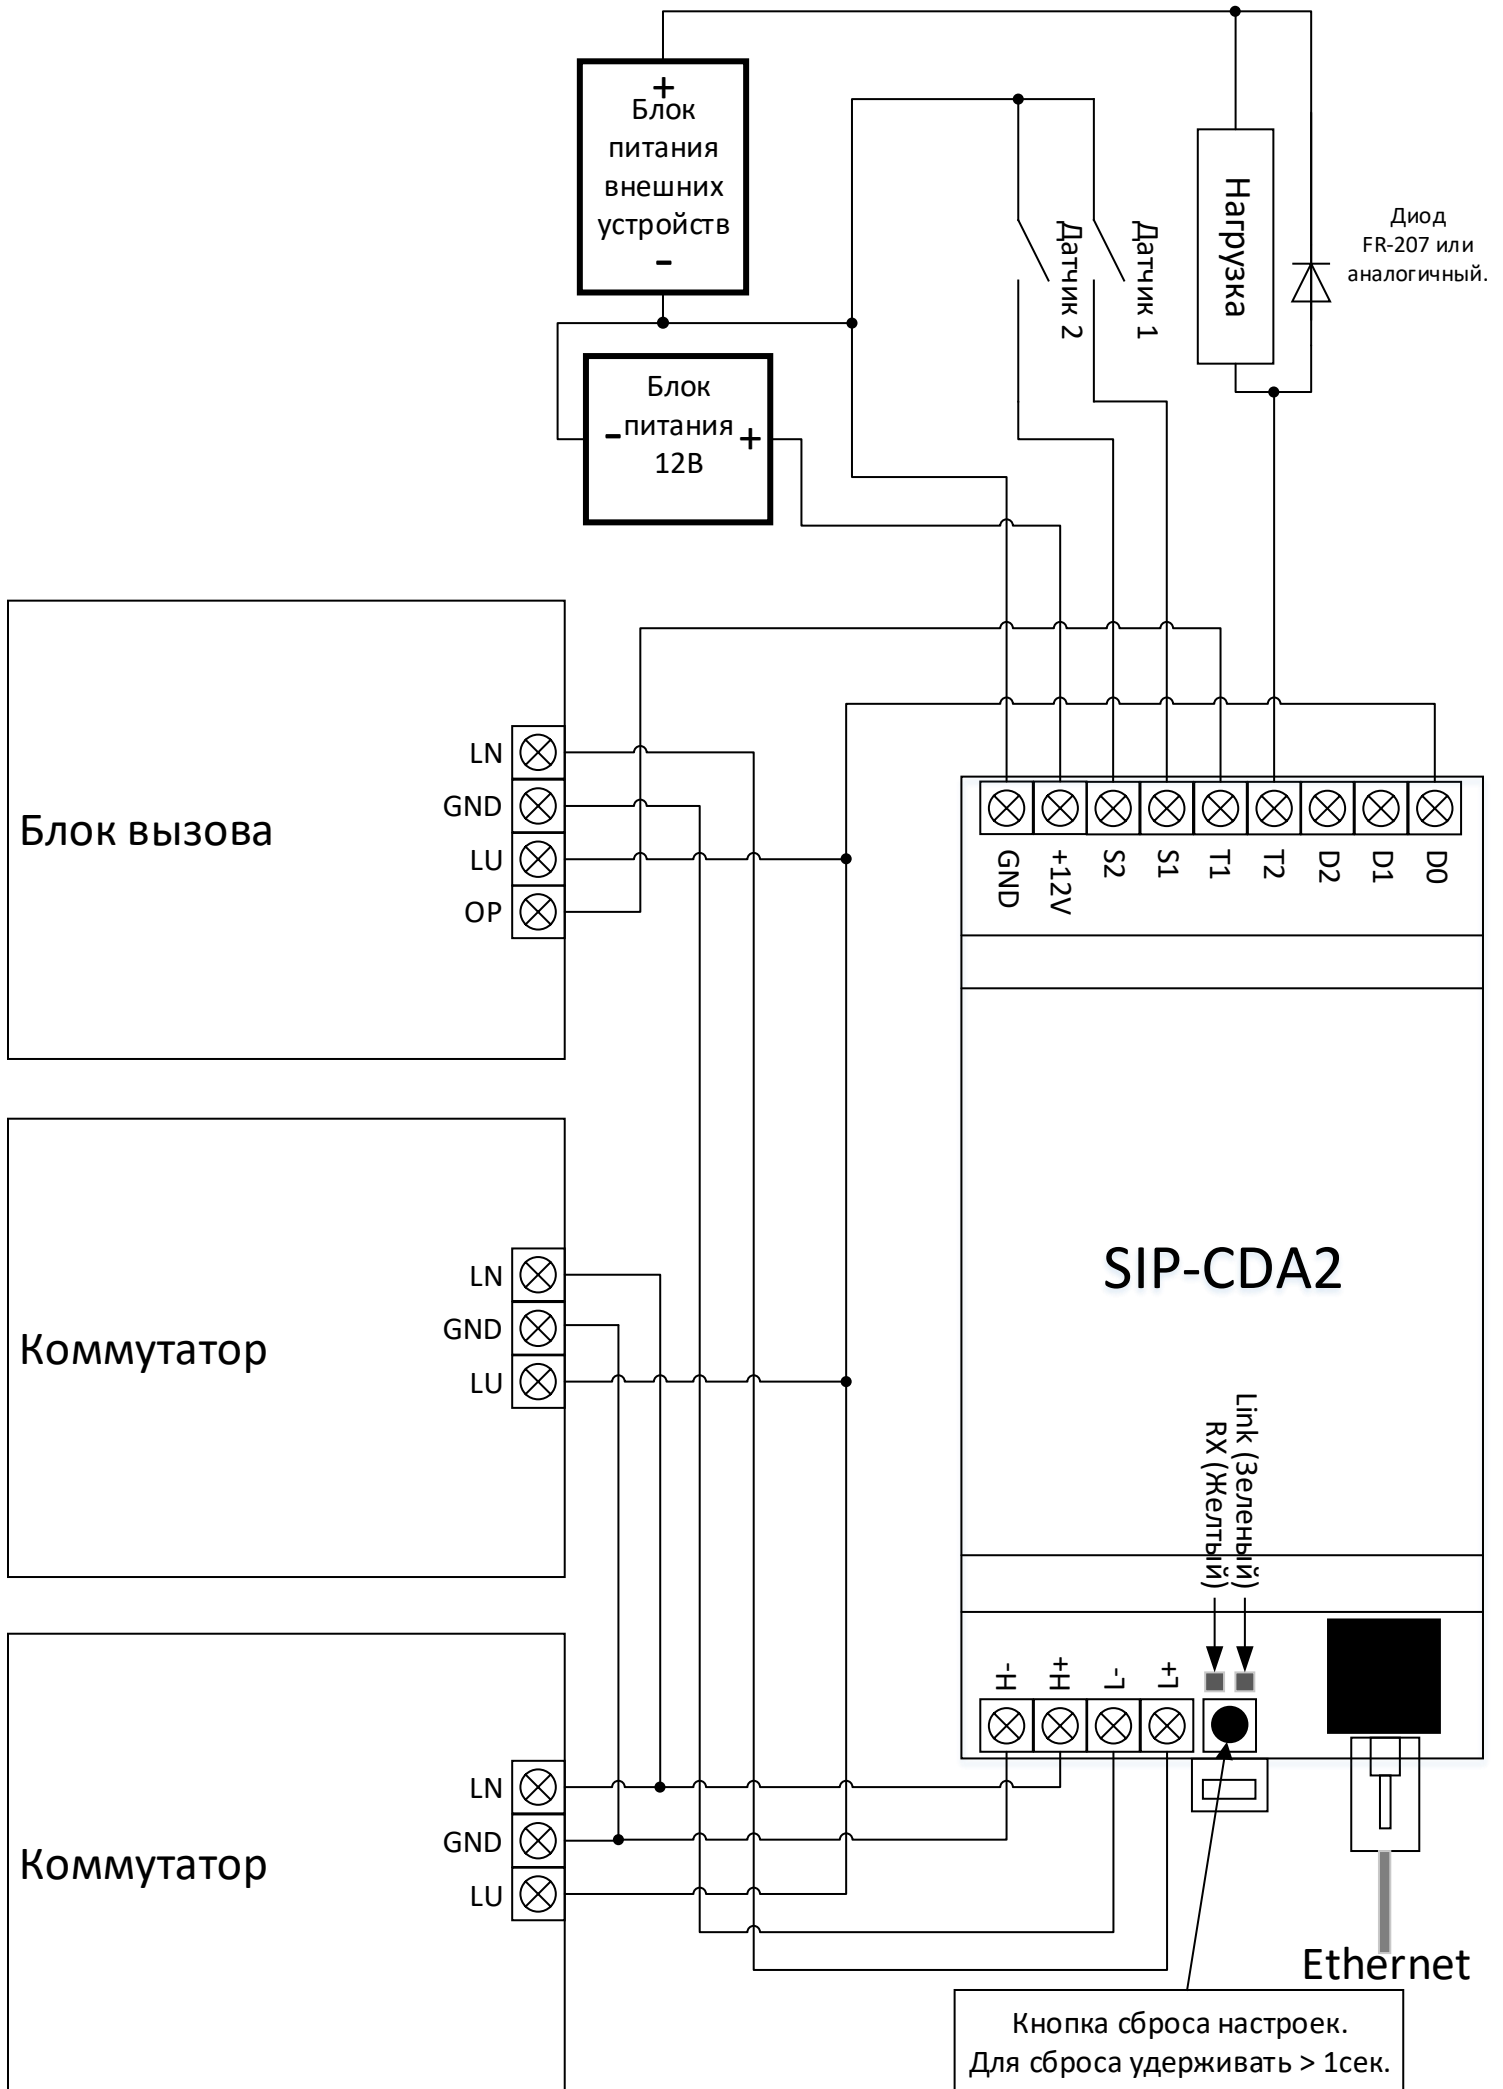 +
Блок
питания
внешних
устройств
-
Блок
-питания +
12В
Датчик 2
Датчик 1
Нагрузка
Диод
FR-207 или
аналогичный.
Блок вызова
LN
GND
LU
OP
GND
+12V
S2
S1
T1
T2
D2
D1
D0
SIP-CDA2
Коммутатор
LN
GND
LU
Link (Зеленый)
RX (Желтый)
H-
H+
L-
L+
Коммутатор
LN
GND
LU
Ethernet
Кнопка сброса настроек.
Для сброса удерживать > 1сек.